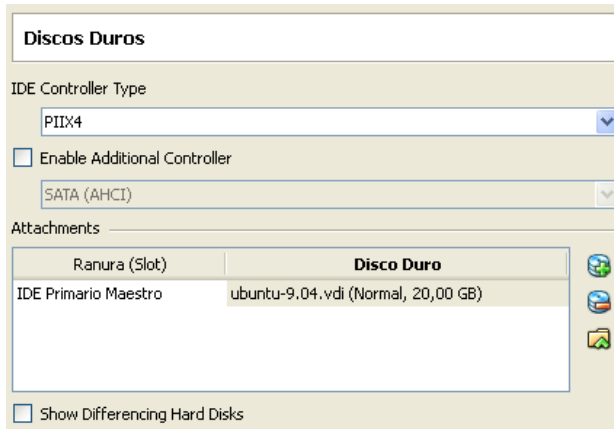 Discos Duros
IDE Controller Type
PIIX4
Enable Additional Controller
SATA (AHCI)
Attachments
Ranura (Slot) Disco Duro
IDE Primario Maestro ubuntu-9.04.vdi (Normal, 20,00 GB)
Show Differencing Hard Disks